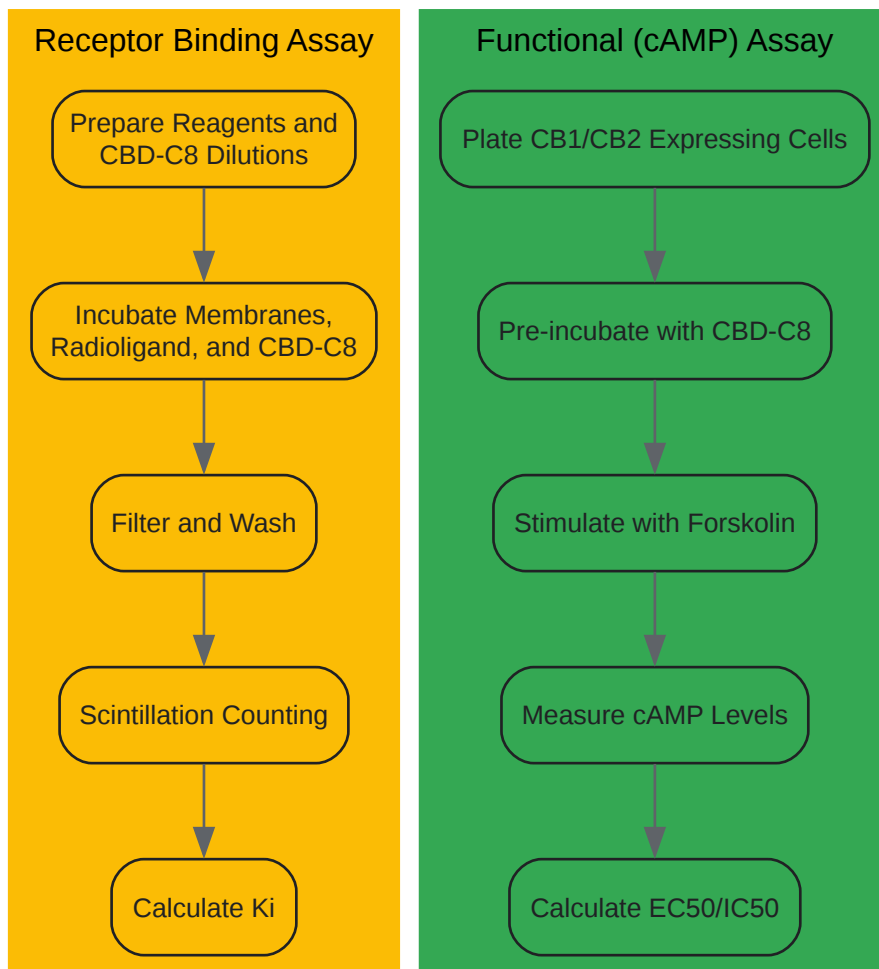 Receptor Binding Assay
Prepare Reagents and
CBD-C8 Dilutions
Incubate Membranes,
Radioligand, and CBD-C8
Filter and Wash
Scintillation Counting
Calculate Ki
Functional (cAMP) Assay
Plate CB1/CB2 Expressing Cells
Pre-incubate with CBD-C8
Stimulate with Forskolin
Measure cAMP Levels
Calculate EC50/IC50